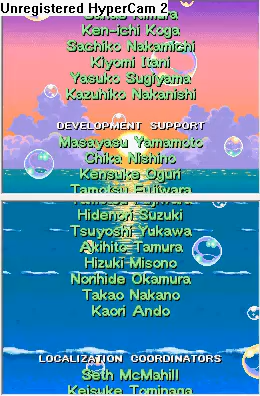 Unregistered HyperCam 2
Ken-ichi Koga
Sachiko Nakamichi
Kiyomi Itani
Yasuko Sugiyama
Kazuhiko Nakanishi
DEVELOPMENT SUPPORT
Masayasu Yamamoto
Chika Nishino
Kensuke Oguri
Tamotsu Fujiwara
Hidenori Suzuki
Tsuyoshi Yukawa
Akihito Tamura
Hizuki Misono
Norihide Okamura
Takao Nakano
Kaori Ando
LOCALIZATION COORDINATORS
Seth McMahill
Keisuke Tominaga